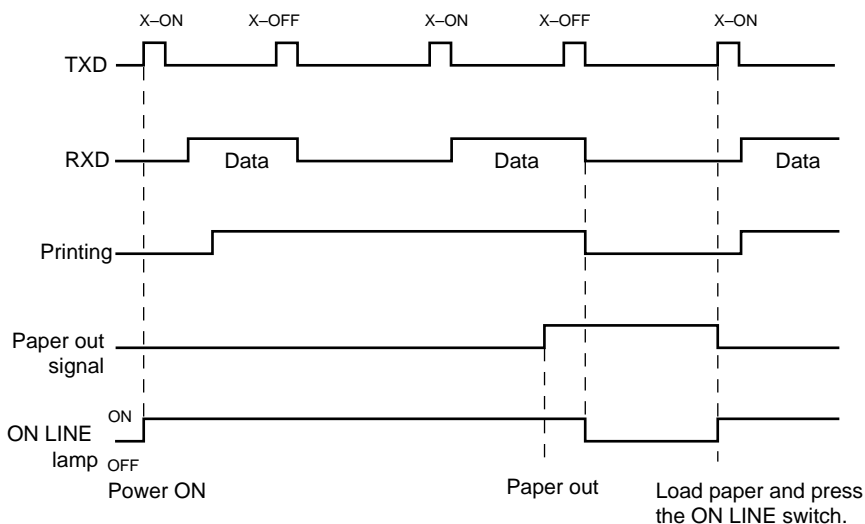 X–ON X–OFF X–ON X–OFF X–ON
TXD
RXD Data Data Data
Printing
Paper out
signal
ON
ON LINE
lamp OFF
Power ON Paper out Load paper and press
the ON LINE switch.